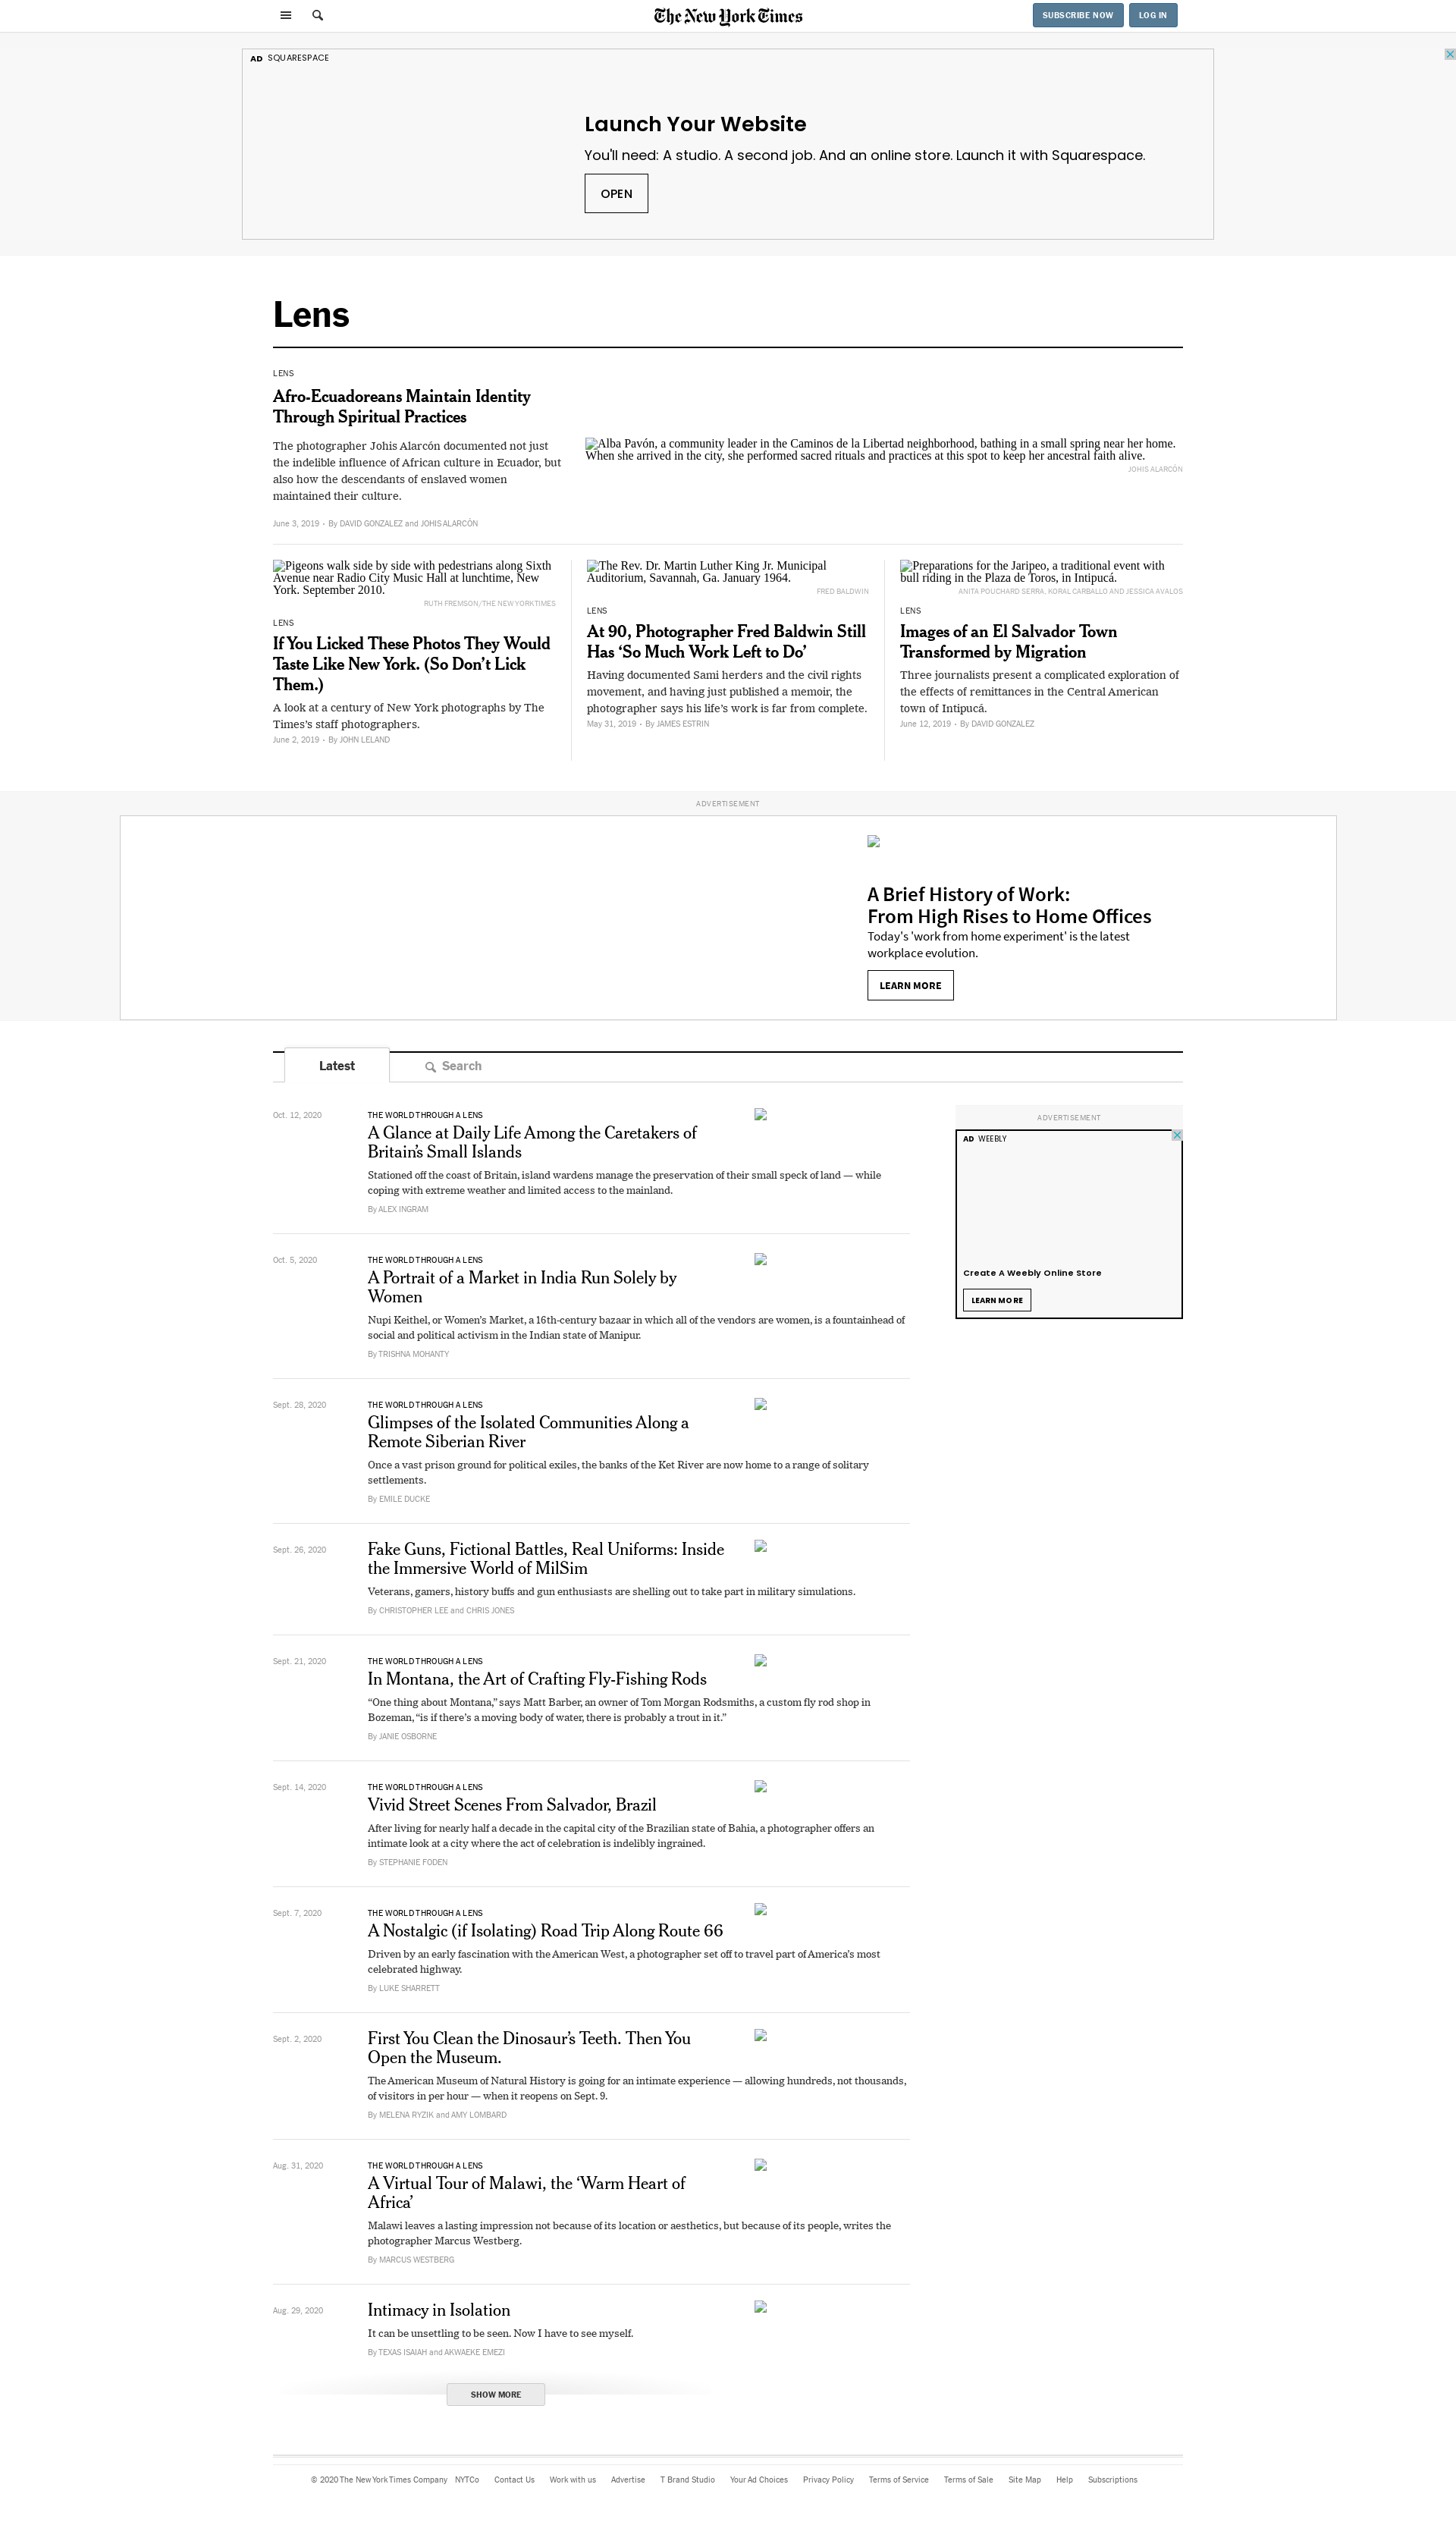 The New York Times
SUBSCRIBE NOW
LOG IN
AD SQUARESPACE
Launch Your Website
You'll need: A studio. A second job. And an online store. Launch it with Squarespace.
OPEN
Lens
LENS
Afro-Ecuadoreans Maintain Identity
Through Spiritual Practices
The photographer Johis Alarcón documented not just
the indelible influence of African culture in Ecuador, but
also how the descendants of enslaved women
maintained their culture.
June 3, 2019 • By DAVID GONZALEZ and JOHIS ALARCÓN
Alba Pavón, a community leader in the Caminos de la Libertad neighborhood, bathing in a small spring near her home.
When she arrived in the city, she performed sacred rituals and practices at this spot to keep her ancestral faith alive.
JOHIS ALARCÓN
Pigeons walk side by side with pedestrians along Sixth
Avenue near Radio City Music Hall at lunchtime, New
York. September 2010.
RUTH FREMSON/THE NEW YORK TIMES
LENS
If You Licked These Photos They Would
Taste Like New York. (So Don’t Lick
Them.)
A look at a century of New York photographs by The
Times’s staff photographers.
June 2, 2019 • By JOHN LELAND
The Rev. Dr. Martin Luther King Jr. Municipal
Auditorium, Savannah, Ga. January 1964.
FRED BALDWIN
LENS
At 90, Photographer Fred Baldwin Still
Has ‘So Much Work Left to Do’
Having documented Sami herders and the civil rights
movement, and having just published a memoir, the
photographer says his life’s work is far from complete.
May 31, 2019 • By JAMES ESTRIN
Preparations for the Jaripeo, a traditional event with
bull riding in the Plaza de Toros, in Intipucá.
ANITA POUCHARD SERRA, KORAL CARBALLO AND JESSICA AVALOS
LENS
Images of an El Salvador Town
Transformed by Migration
Three journalists present a complicated exploration of
the effects of remittances in the Central American
town of Intipucá.
June 12, 2019 • By DAVID GONZALEZ
ADVERTISEMENT
A Brief History of Work:
From High Rises to Home Offices
Today's 'work from home experiment' is the latest
workplace evolution.
LEARN MORE
Latest
Search
Oct. 12, 2020
THE WORLD THROUGH A LENS
A Glance at Daily Life Among the Caretakers of
Britain’s Small Islands
Stationed off the coast of Britain, island wardens manage the preservation of their small speck of land — while
coping with extreme weather and limited access to the mainland.
By ALEX INGRAM
ADVERTISEMENT
AD WEEBLY
Create A Weebly Online Store
LEARN MORE
Oct. 5, 2020
THE WORLD THROUGH A LENS
A Portrait of a Market in India Run Solely by
Women
Nupi Keithel, or Women’s Market, a 16th-century bazaar in which all of the vendors are women, is a fountainhead of
social and political activism in the Indian state of Manipur.
By TRISHNA MOHANTY
Sept. 28, 2020
THE WORLD THROUGH A LENS
Glimpses of the Isolated Communities Along a
Remote Siberian River
Once a vast prison ground for political exiles, the banks of the Ket River are now home to a range of solitary
settlements.
By EMILE DUCKE
Sept. 26, 2020
Fake Guns, Fictional Battles, Real Uniforms: Inside
the Immersive World of MilSim
Veterans, gamers, history buffs and gun enthusiasts are shelling out to take part in military simulations.
By CHRISTOPHER LEE and CHRIS JONES
Sept. 21, 2020
THE WORLD THROUGH A LENS
In Montana, the Art of Crafting Fly-Fishing Rods
“One thing about Montana,” says Matt Barber, an owner of Tom Morgan Rodsmiths, a custom fly rod shop in
Bozeman, “is if there’s a moving body of water, there is probably a trout in it.”
By JANIE OSBORNE
Sept. 14, 2020
THE WORLD THROUGH A LENS
Vivid Street Scenes From Salvador, Brazil
After living for nearly half a decade in the capital city of the Brazilian state of Bahia, a photographer offers an
intimate look at a city where the act of celebration is indelibly ingrained.
By STEPHANIE FODEN
Sept. 7, 2020
THE WORLD THROUGH A LENS
A Nostalgic (if Isolating) Road Trip Along Route 66
Driven by an early fascination with the American West, a photographer set off to travel part of America’s most
celebrated highway.
By LUKE SHARRETT
Sept. 2, 2020
First You Clean the Dinosaur’s Teeth. Then You
Open the Museum.
The American Museum of Natural History is going for an intimate experience — allowing hundreds, not thousands,
of visitors in per hour — when it reopens on Sept. 9.
By MELENA RYZIK and AMY LOMBARD
Aug. 31, 2020
THE WORLD THROUGH A LENS
A Virtual Tour of Malawi, the ‘Warm Heart of
Africa’
Malawi leaves a lasting impression not because of its location or aesthetics, but because of its people, writes the
photographer Marcus Westberg.
By MARCUS WESTBERG
Aug. 29, 2020
Intimacy in Isolation
It can be unsettling to be seen. Now I have to see myself.
By TEXAS ISAIAH and AKWAEKE EMEZI
SHOW MORE
© 2020 The New York Times Company NYTCo Contact Us Work with us Advertise T Brand Studio Your Ad Choices Privacy Policy Terms of Service Terms of Sale Site Map Help Subscriptions